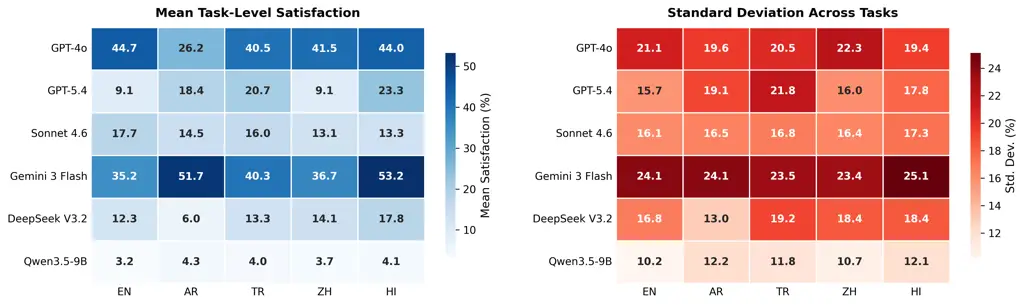 Mean Task-Level Satisfaction
GPT-4o 44.7 26.2 40.5 41.5 44.0
GPT-5.4 9.1 18.4 20.7 9.1 23.3
Sonnet 4.6 17.7 14.5 16.0 13.1 13.3
Gemini 3 Flash 35.2 51.7 40.3 36.7 53.2
DeepSeek V3.2 12.3 6.0 13.3 14.1 17.8
Qwen3.5-9B 3.2 4.3 4.0 3.7 4.1
EN AR TR ZH HI
50
40
30
20
10
Mean Satisfaction (%)
Standard Deviation Across Tasks
GPT-4o 21.1 19.6 20.5 22.3 19.4
GPT-5.4 15.7 19.1 21.8 16.0 17.8
Sonnet 4.6 16.1 16.5 16.8 16.4 17.3
Gemini 3 Flash 24.1 24.1 23.5 23.4 25.1
DeepSeek V3.2 16.8 13.0 19.2 18.4 18.4
Qwen3.5-9B 10.2 12.2 11.8 10.7 12.1
EN AR TR ZH HI
24
22
20
18
16
14
12
Std. Dev. (%)